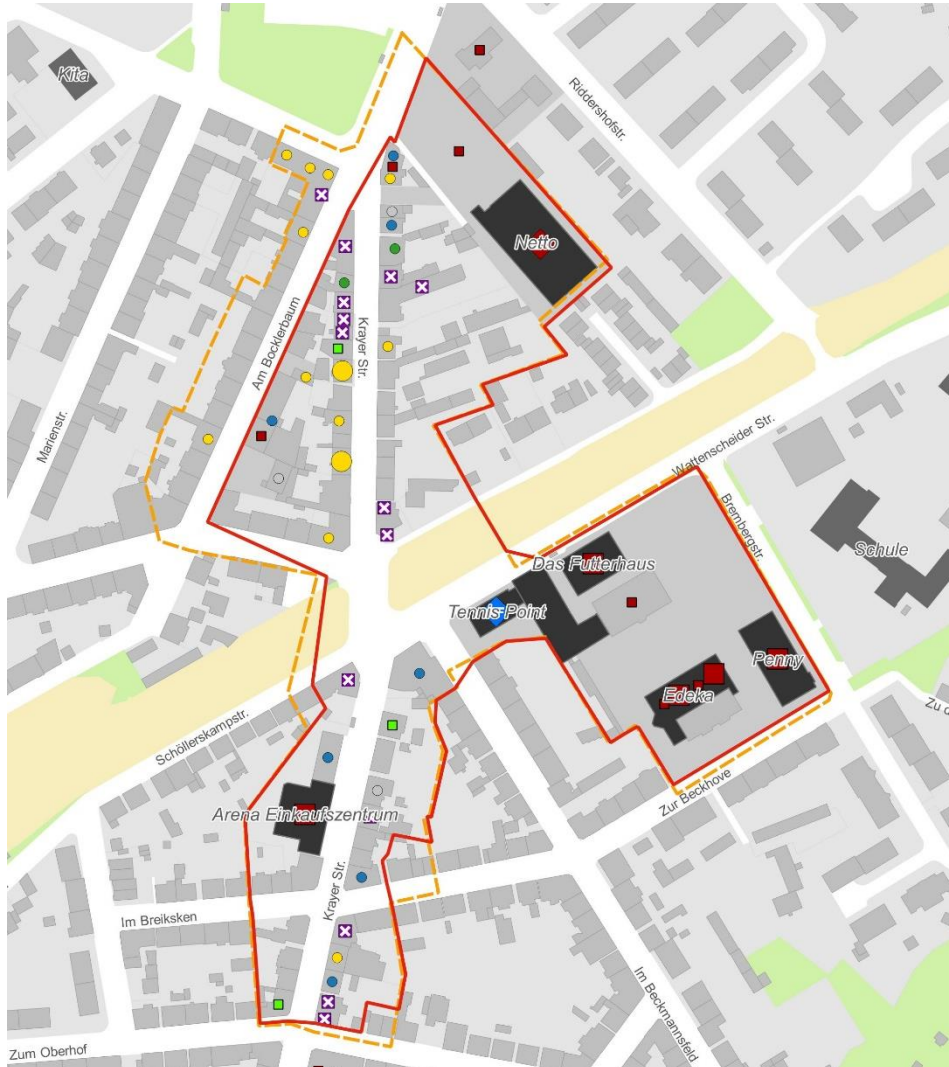 Kita
Riddershofstr.
Netto
Am Bocklerbaum
Krayer Str.
Marienstr.
Wattenscheider Str.
Brembergstr.
Schule
Das Futterhaus
Tennis-Point
Penny
Edeka
Zu d
Schöllerskampstr.
Zur Beckhove
Arena Einkaufszentrum
Krayer Str.
Im Breiksken
Im Beckmannsfeld
Zum Oberhof